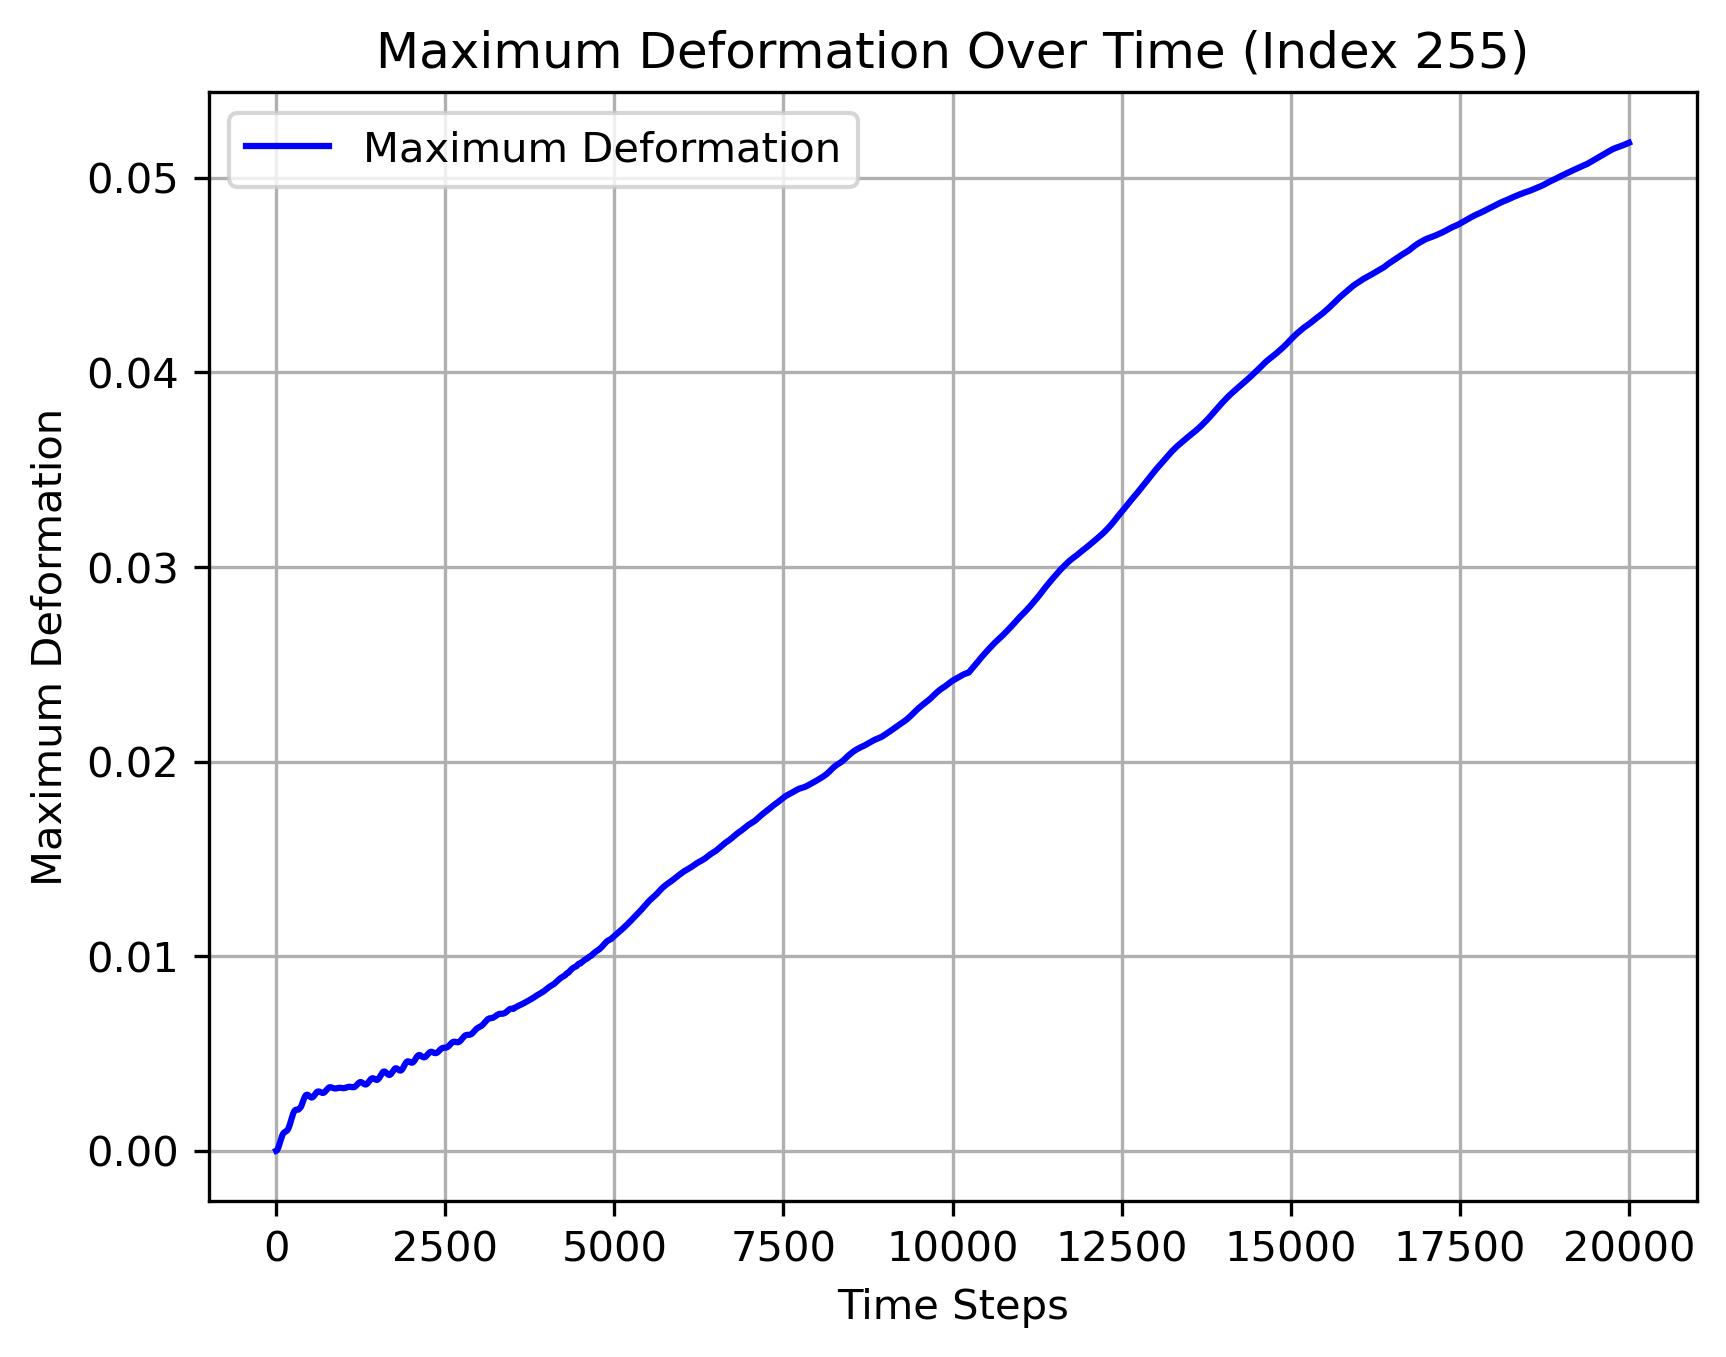 Maximum Deformation Over Time (Index 255)
Maximum Deformation
Maximum Deformation
0.05
0.04
0.03
0.02
0.01
0.00
0 2500 5000 7500 10000 12500 15000 17500 20000
Time Steps